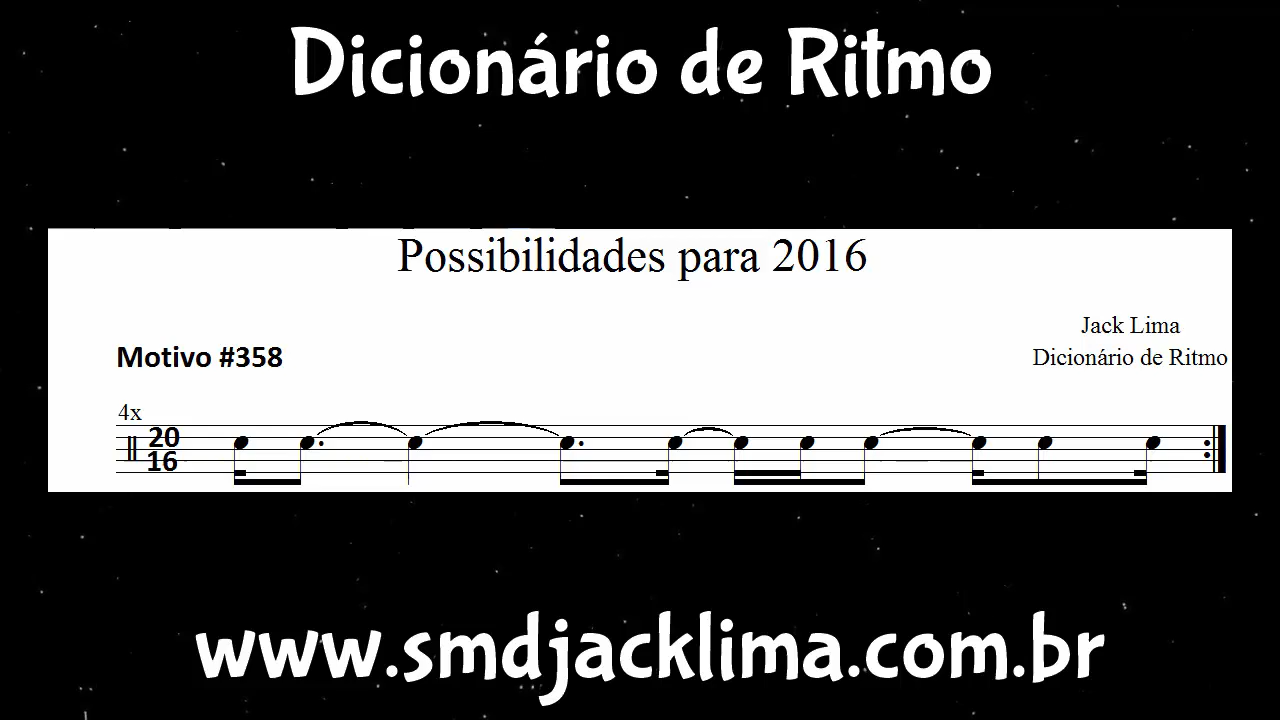 Dicionário de Ritmo
Possibilidades para 2016
Jack Lima
Motivo #358
Dicionário de Ritmo
4x
20
16
www.smdjacklima.com.br